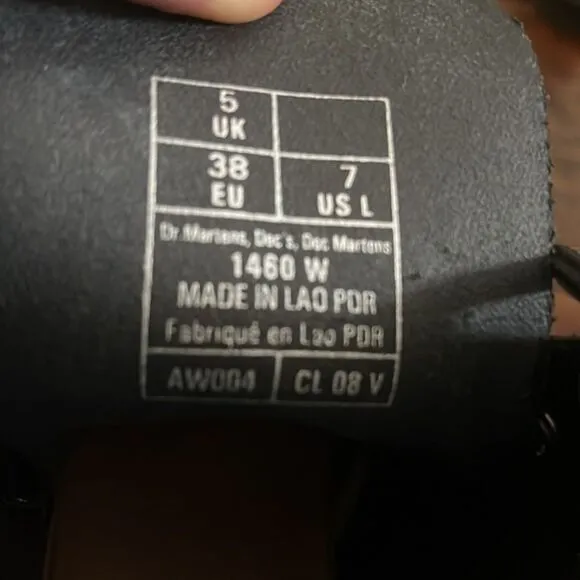 5
UK
38
EU
7
US L
Dr.Martens, Doc's, Doc Martens
1460 W
MADE IN LAO PDR
Fabriqué en Lao PDR
AW004
CL 08 V